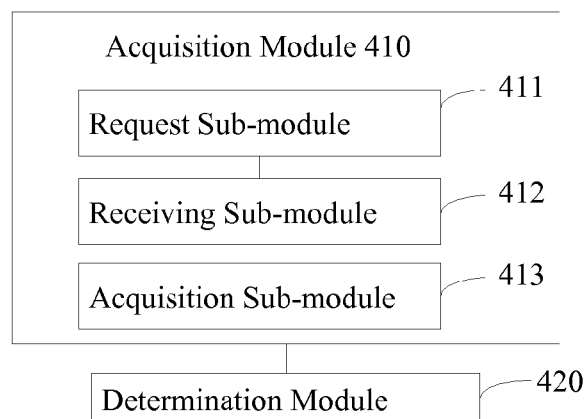 Acquisition Module 410
411
Request Sub-module
412
Receiving Sub-module
413
Acquisition Sub-module
420
Determination Module